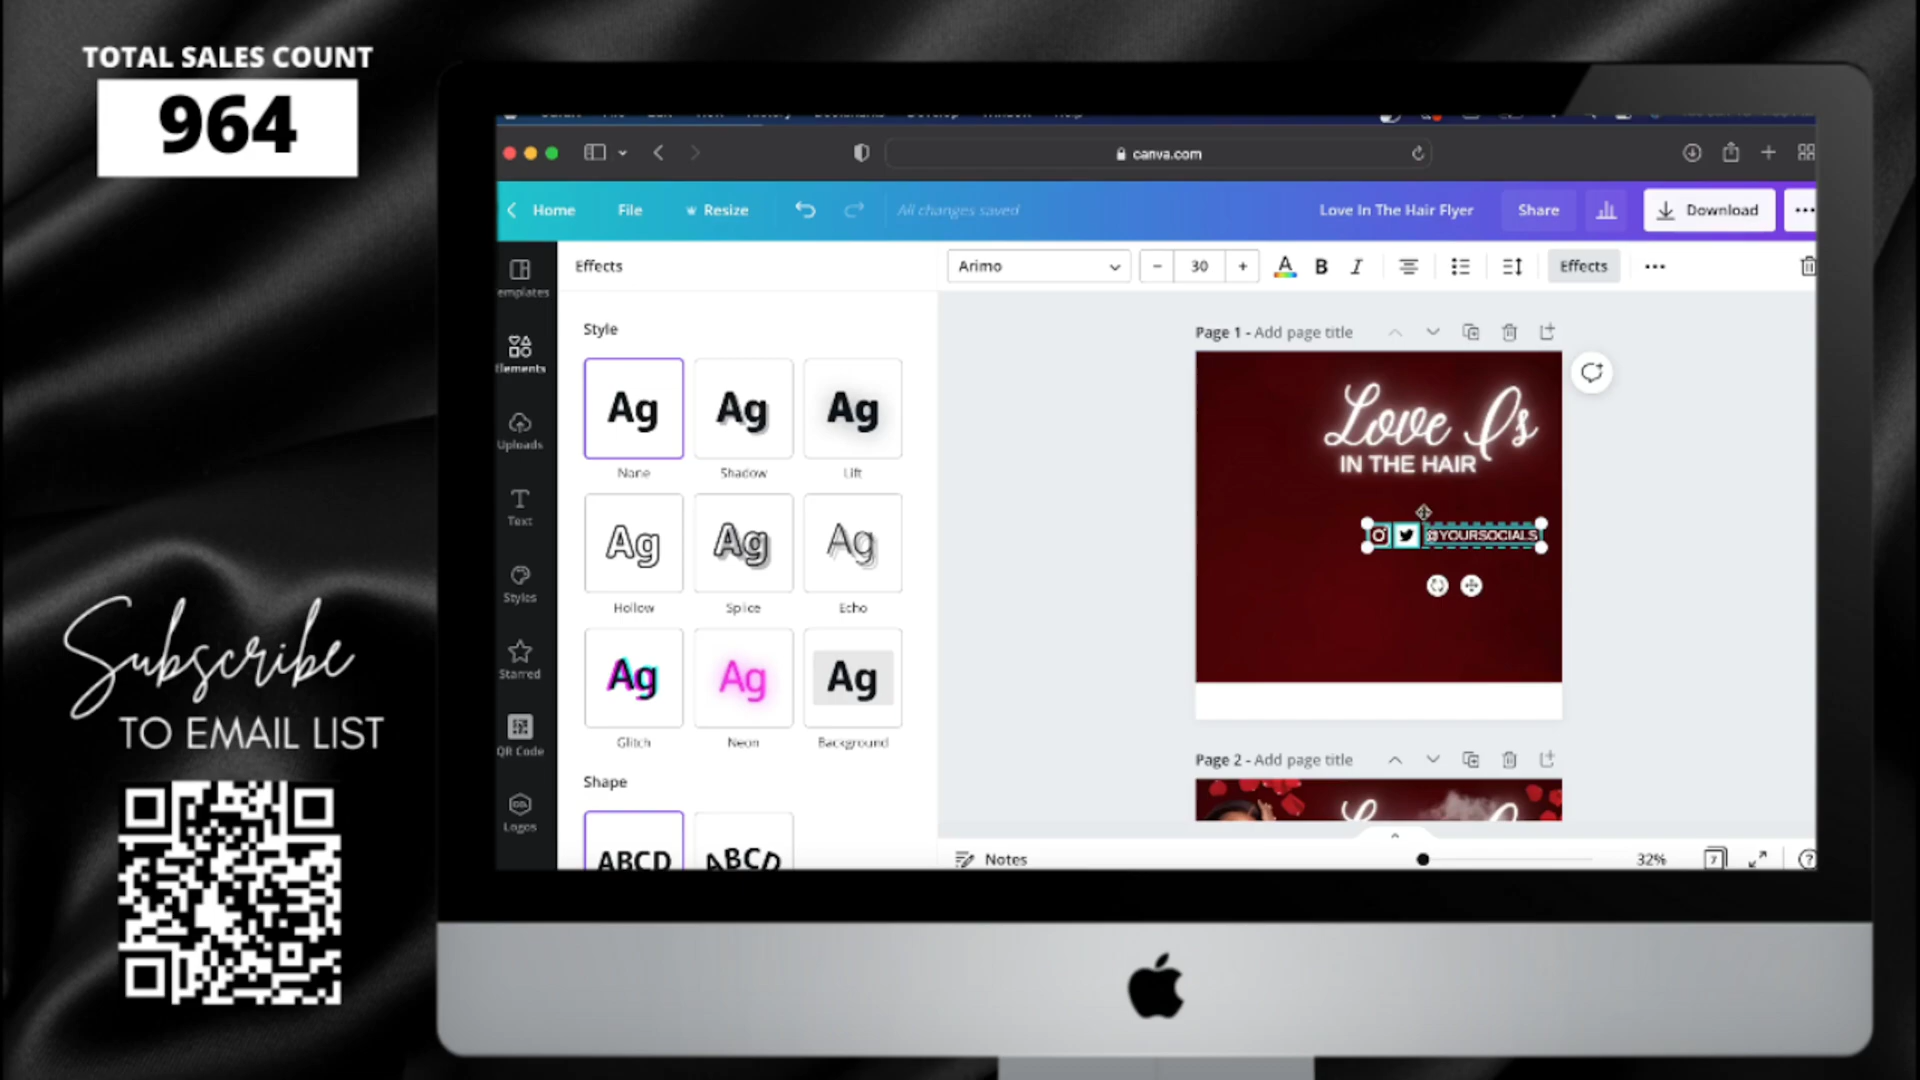 TOTAL SALES COUNT
964
Subscribe
TO EMAIL LIST
canva.com
Home
File
Resize
All changes saved
Love In The Hair Flyer
Share
Download
emplates
Elements
Uploads
Text
Styles
Starred
QR Code
Logos
Effects
Arimo
30
A
B
I
Effects
Style
Ag
Ag
Ag
None
Shadow
Lift
Ag
Ag
Ag
Hollow
Splice
Echo
Ag
Ag
Ag
Glitch
Neon
Background
Shape
ABCD
ABCD
Page 1 - Add page title
Love Is
IN THE HAIR
@YOURSOCIALS
Page 2 - Add page title
Notes
32%
7
?